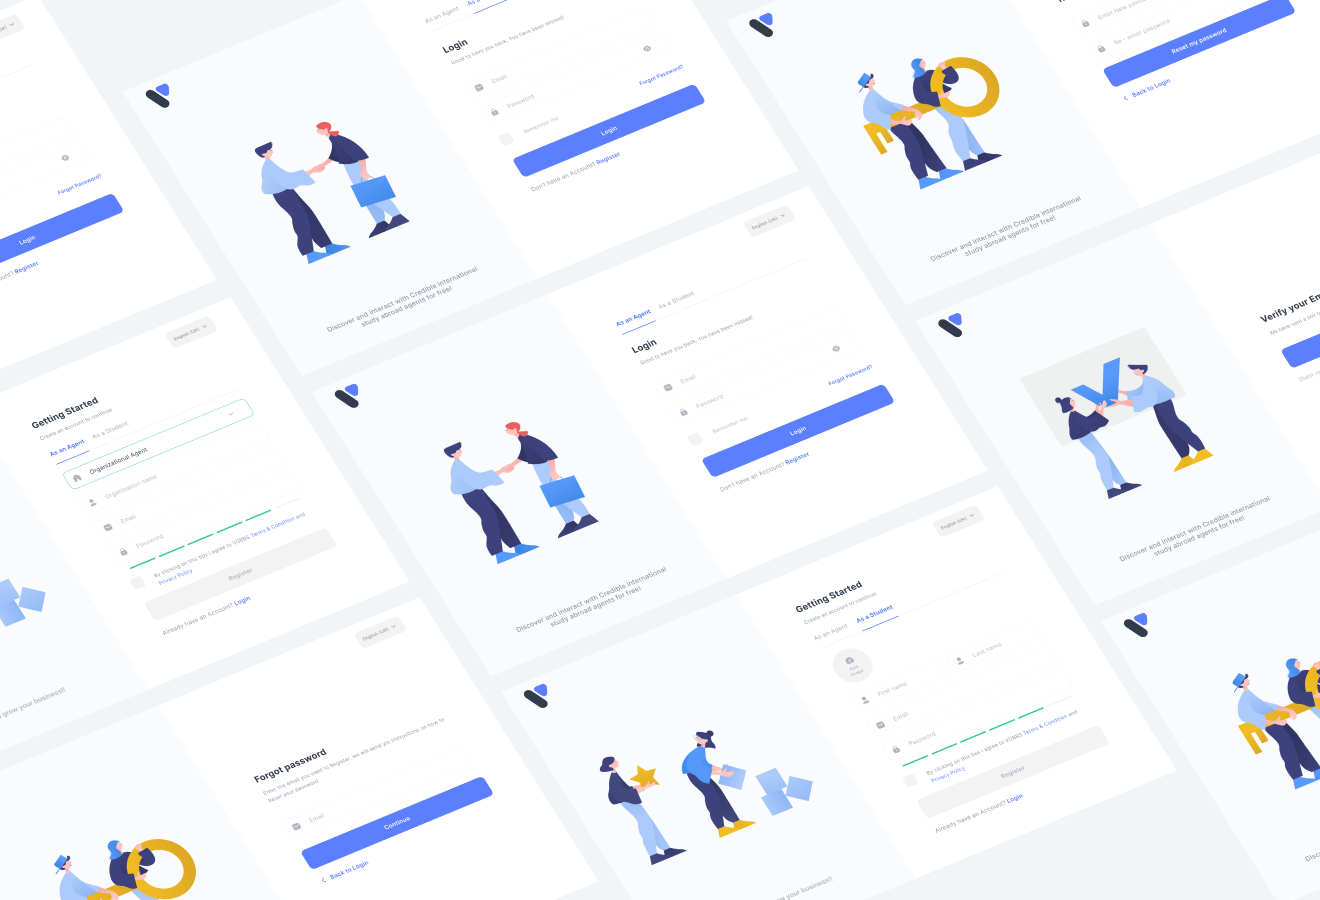 Forgot Password?
Login
Register
English (UK)
Getting Started
Create an account to continue
As an Agent
As a Student
Organizational Agent
Organization name
Email
Password
By clicking on this box I agree to VOBBS Terms & Condition and
Privacy Policy
Register
Already have an Account? Login
grow your business!!
English (UK)
Forgot password
Enter the email you used to Register, we will send you instructions on how to
Reset your password
Email
Continue
Back to Login
Discover and interact with Credible international
study abroad agents for free!
As an Agent
Login
Good to have you back, You have been missed!
Email
Password
Forgot Password?
Remember me
Login
Don't have an Account? Register
Discover and interact with Credible international
study abroad agents for free!
English (UK)
As an Agent
As a Student
Login
Good to have you back, You have been missed!
Email
Password
Forgot Password?
Remember me
Login
Don't have an Account? Register
your business!!
English (UK)
Getting Started
Create an account to continue
As an Agent
As a Student
Add
image
First name
Last name
Email
Password
By clicking on this box I agree to VOBBS Terms & Condition and
Privacy Policy
Register
Already have an Account? Login
Discover and interact with Credible international
study abroad agents for free!
Enter New
Re - enter password
Reset my password
Back to Login
Discover and interact with Credible international
study abroad agents for free!
Verify your
We have sent a link